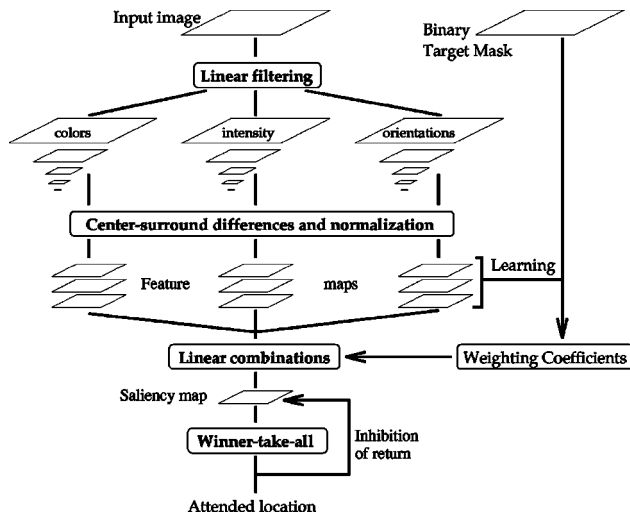 Input image
Binary
Target Mask
Linear filtering
colors
intensity
orientations
Center-surround differences and normalization
Feature
maps
Learning
Linear combinations
Weighting Coefficients
Saliency map
Winner-take-all
Inhibition
of return
Attended location